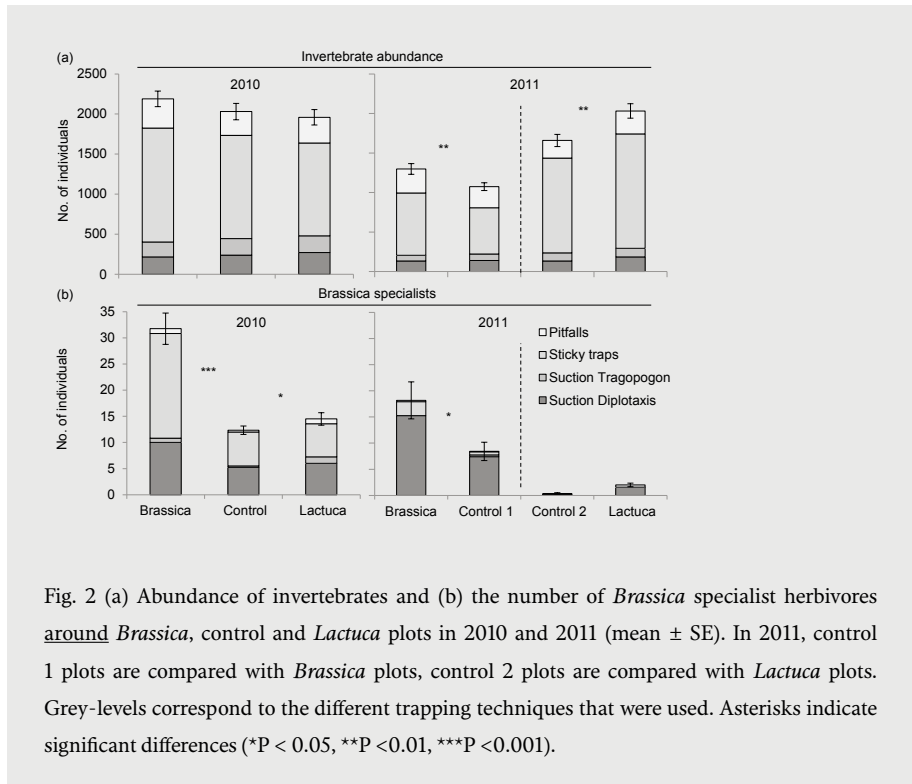 (a)
Invertebrate abundance
2500
2010
2011
2000
**
**
1500
1000
500
0
No. of individuals
(b)
Brassica specialists
35
2010
2011
30
Pitfalls
25
Sticky traps
***
20
Suction Tragopogon
*
15
Suction Diplotaxis
*
10
5
0
No. of individuals
Brassica Control Lactuca Brassica Control 1 Control 2 Lactuca
Fig. 2 (a) Abundance of invertebrates and (b) the number of Brassica specialist herbivores
around Brassica, control and Lactuca plots in 2010 and 2011 (mean ± SE). In 2011, control
1 plots are compared with Brassica plots, control 2 plots are compared with Lactuca plots.
Grey-levels correspond to the different trapping techniques that were used. Asterisks indicate
significant differences (*P < 0.05, **P <0.01, ***P <0.001).